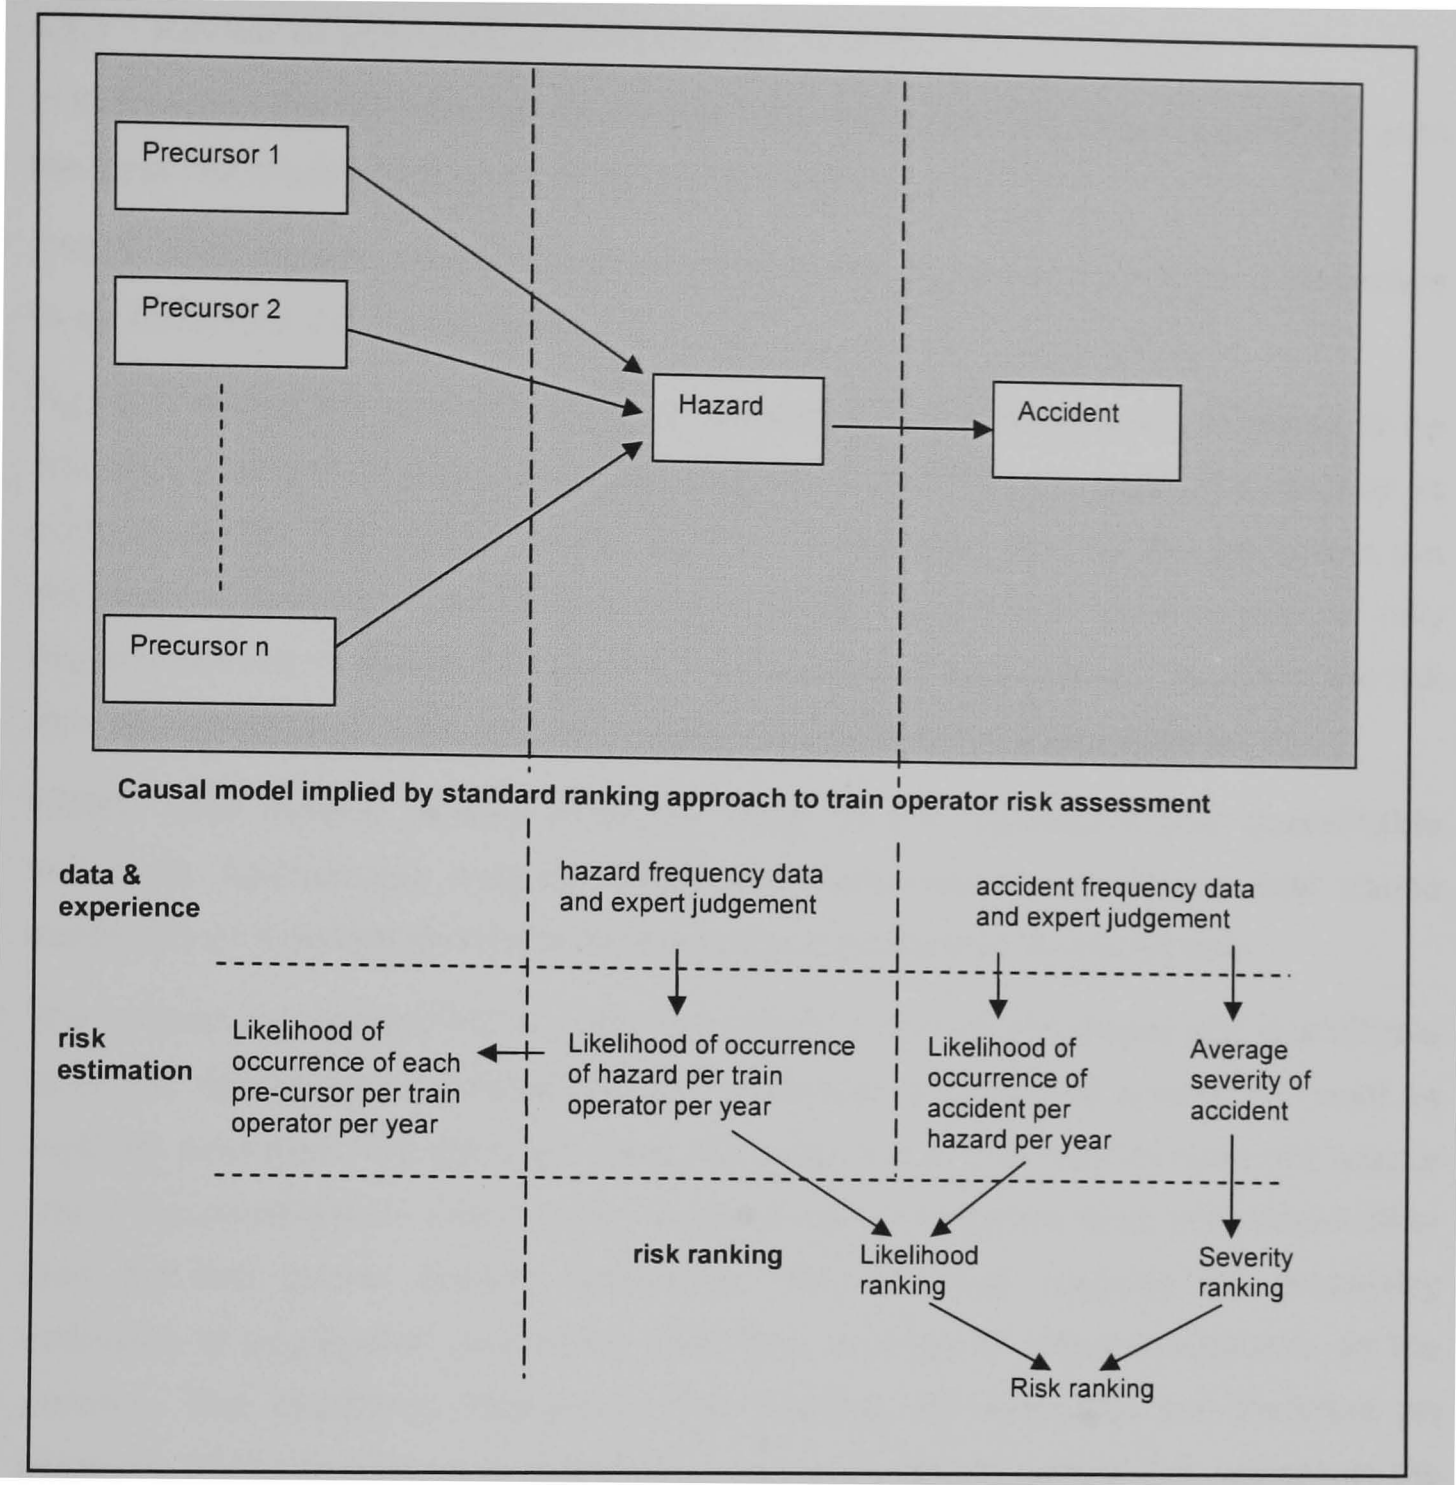 Precursor 1
Precursor 2
Hazard
Accident
Precursor n
Causal model implied by standard ranking approach to train operator risk assessment
data &
experience
hazard frequency data
and expert judgement
accident frequency data
and expert judgement
risk
estimation
Likelihood of
occurrence of each
pre-cursor per train
operator per year
Likelihood of occurrence
of hazard per train
operator per year
Likelihood of
occurrence of
accident per
hazard per year
Average
severity of
accident
risk ranking
Likelihood
ranking
Severity
ranking
Risk ranking